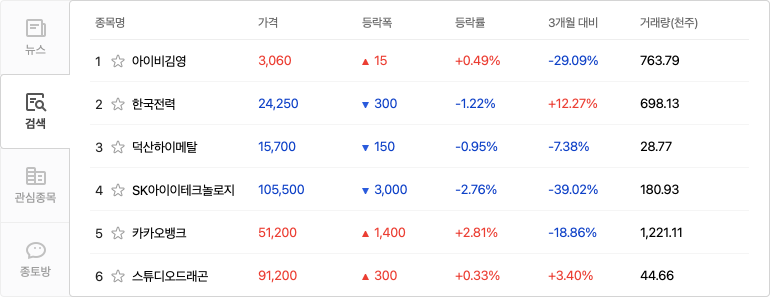 뉴스
검색
관심종목
종토방
종목명 가격 등락폭 등락률 3개월 대비 거래량(천주)
1 아이비김영 3,060 ▲ 15 +0.49% -29.09% 763.79
2 한국전력 24,250 ▼ 300 -1.22% +12.27% 698.13
3 덕산하이메탈 15,700 ▼ 150 -0.95% -7.38% 28.77
4 SK아이이테크놀로지 105,500 ▼ 3,000 -2.76% -39.02% 180.93
5 카카오뱅크 51,200 ▲ 1,400 +2.81% -18.86% 1,221.11
6 스튜디오드래곤 91,200 ▲ 300 +0.33% +3.40% 44.66